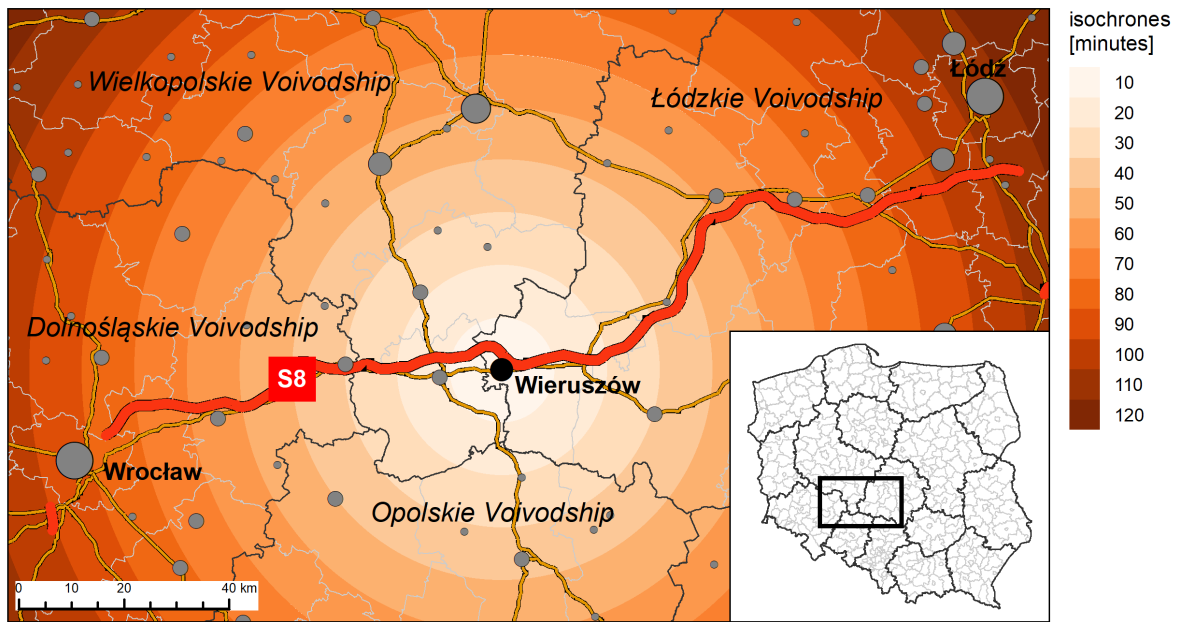 isochrones
[minutes]
10
20
30
40
50
60
70
80
90
100
110
120
Wielkopolskie Voivodship
Łódzkie Voivodship
Łódź
Dolnośląskie Voivodship
S8
Wieruszów
Wrocław
Opolskie Voivodship
0 10 20 40 km